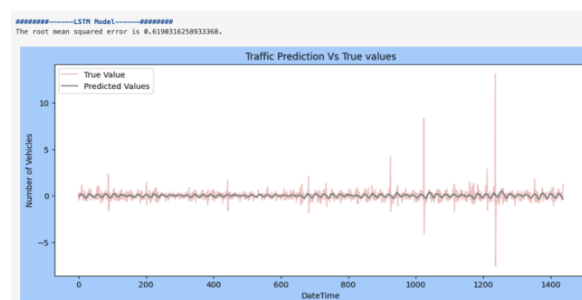 ########------LSTM Model------########
The root mean squared error is 0.6190316258933368.
Traffic Prediction Vs True values
True Value
Predicted Values
10
5
0
−5
Number of Vehicles
0 200 400 600 800 1000 1200 1400
DateTime